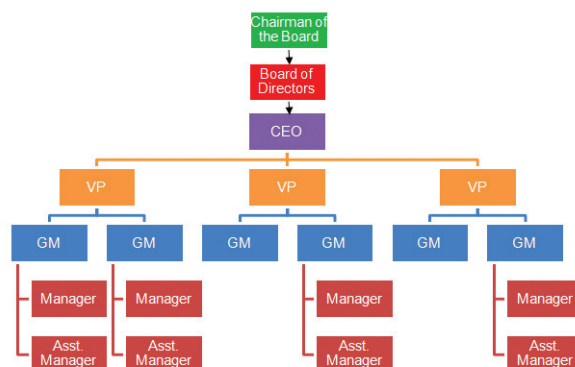 Chairman of
the Board
Board of
Directors
CEO
VP
VP
VP
GM
GM
GM
GM
GM
GM
Manager
Manager
Manager
Manager
Asst.
Manager
Asst.
Manager
Asst.
Manager
Asst.
Manager